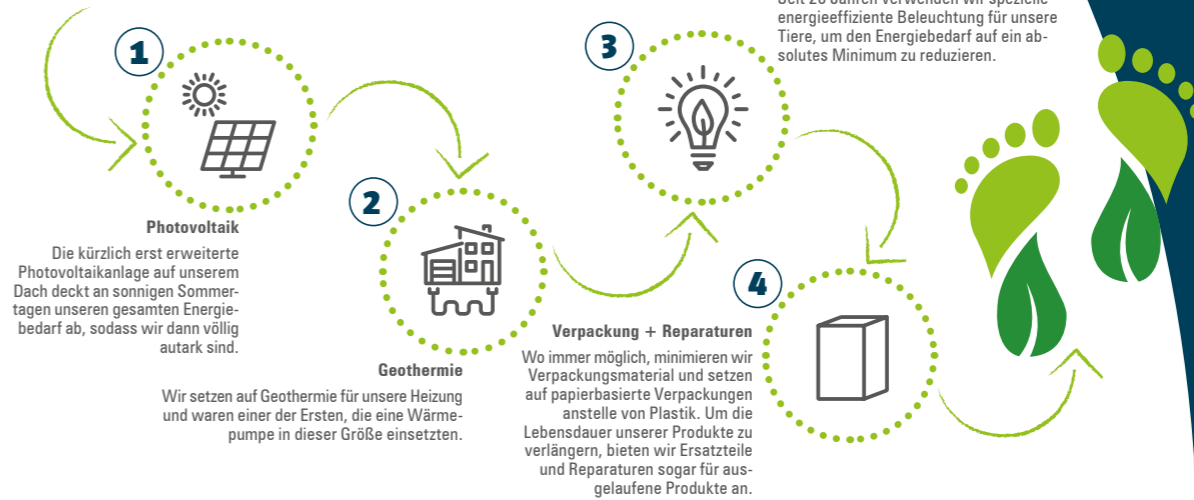 1
Photovoltaik
Die kürzlich erst erweiterte
Photovoltaikanlage auf unserem
Dach deckt an sonnigen Sommer-
tagen unseren gesamten Energie-
bedarf ab, sodass wir dann völlig
autark sind.
2
Geothermie
Wir setzen auf Geothermie für unsere Heizung
und waren einer der Ersten, die eine Wärme-
pumpe in dieser Größe einsetzten.
3
energieeffiziente Beleuchtung für unsere
Tiere, um den Energiebedarf auf ein ab-
solutes Minimum zu reduzieren.
4
Verpackung + Reparaturen
Wo immer möglich, minimieren wir
Verpackungsmaterial und setzen
auf papierbasierte Verpackungen
anstelle von Plastik. Um die
Lebensdauer unserer Produkte zu
verlängern, bieten wir Ersatzteile
und Reparaturen sogar für aus-
gelaufene Produkte an.